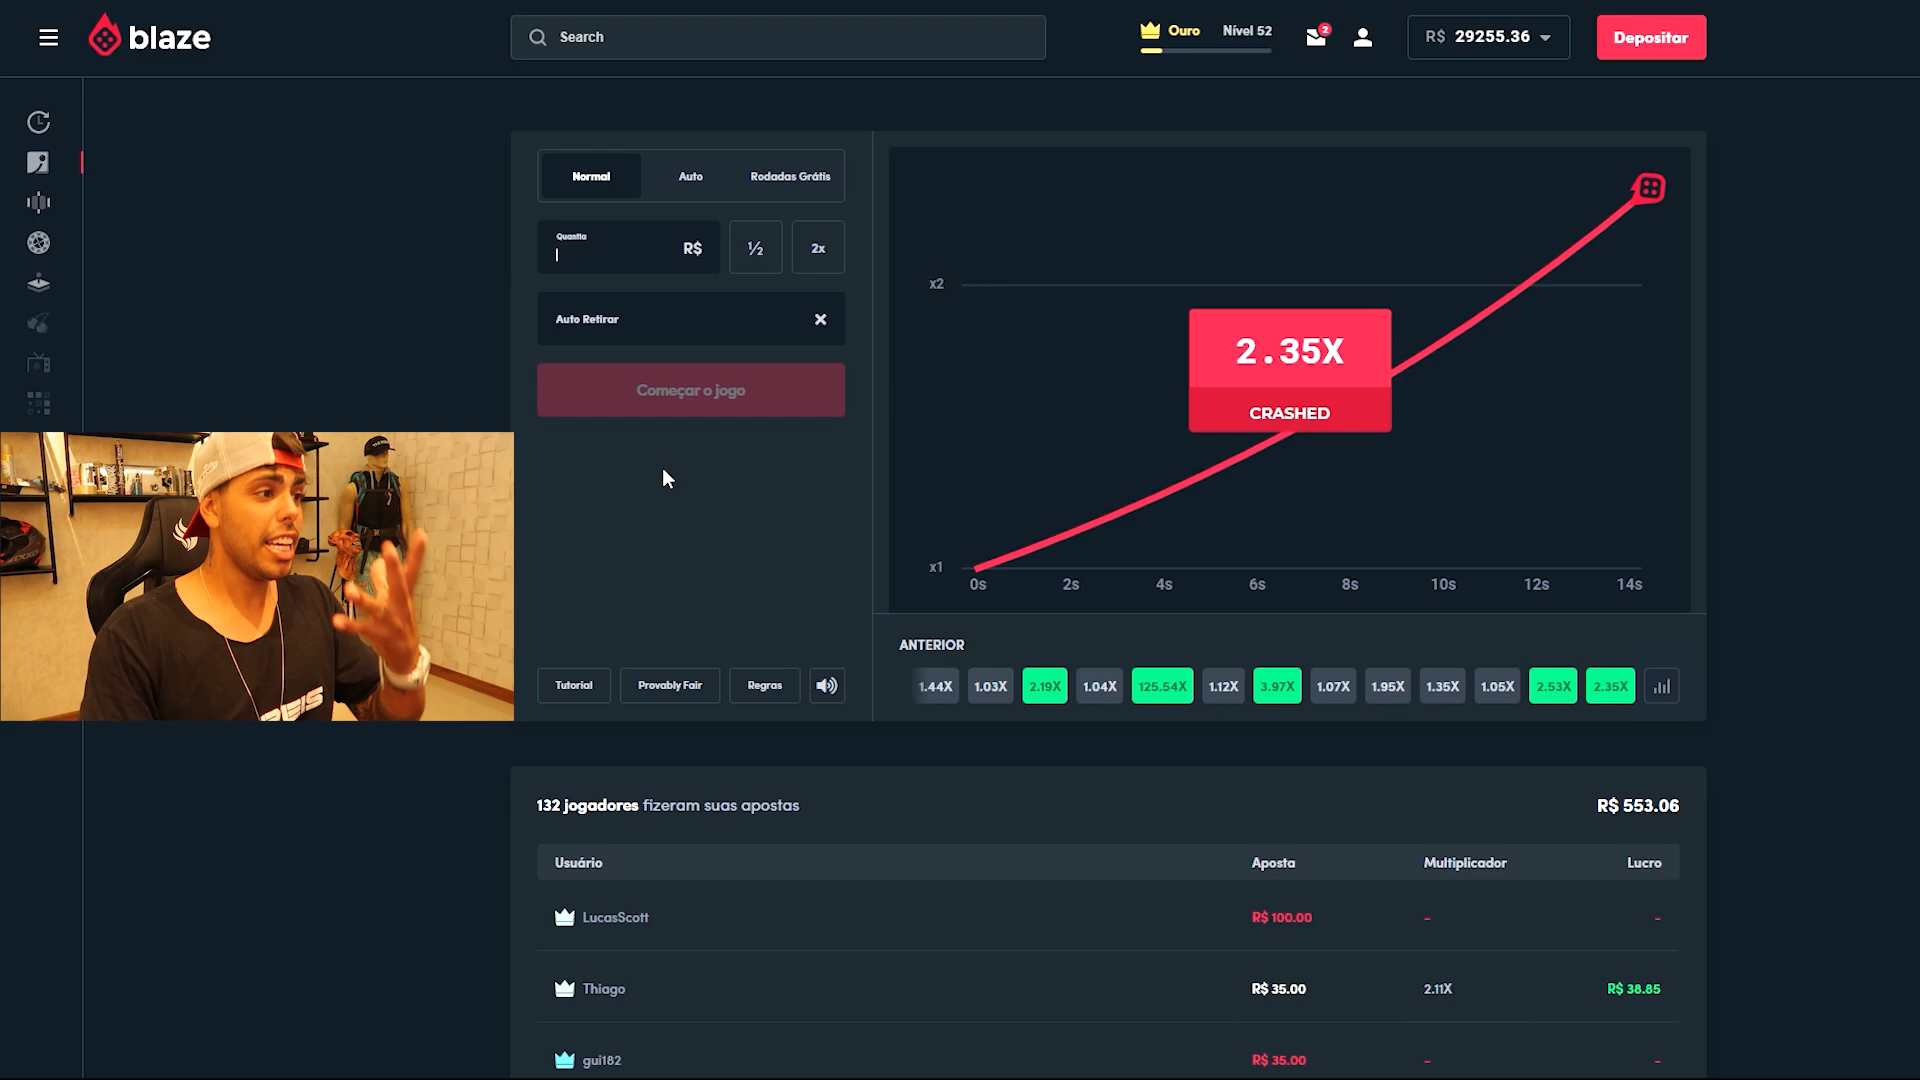 blaze
Search
Ouro
Nível 52
2
R$ 29255.36
Depositar
Normal
Auto
Rodadas Grátis
Quantia
R$
½
2x
Auto Retirar
Começar o jogo
x2
2.35X
CRASHED
x1
0s 2s 4s 6s 8s 10s 12s 14s
Tutorial
Provably Fair
Regras
ANTERIOR
1.44X 1.03X 2.19X 1.04X 125.54X 1.12X 3.97X 1.07X 1.95X 1.35X 1.05X 2.53X 2.35X
132 jogadores fizeram suas apostas
R$ 553.06
Usuário Aposta Multiplicador Lucro
LucasScott R$ 100.00 - -
Thiago R$ 35.00 2.11X R$ 38.85
gui182 R$ 35.00 - -